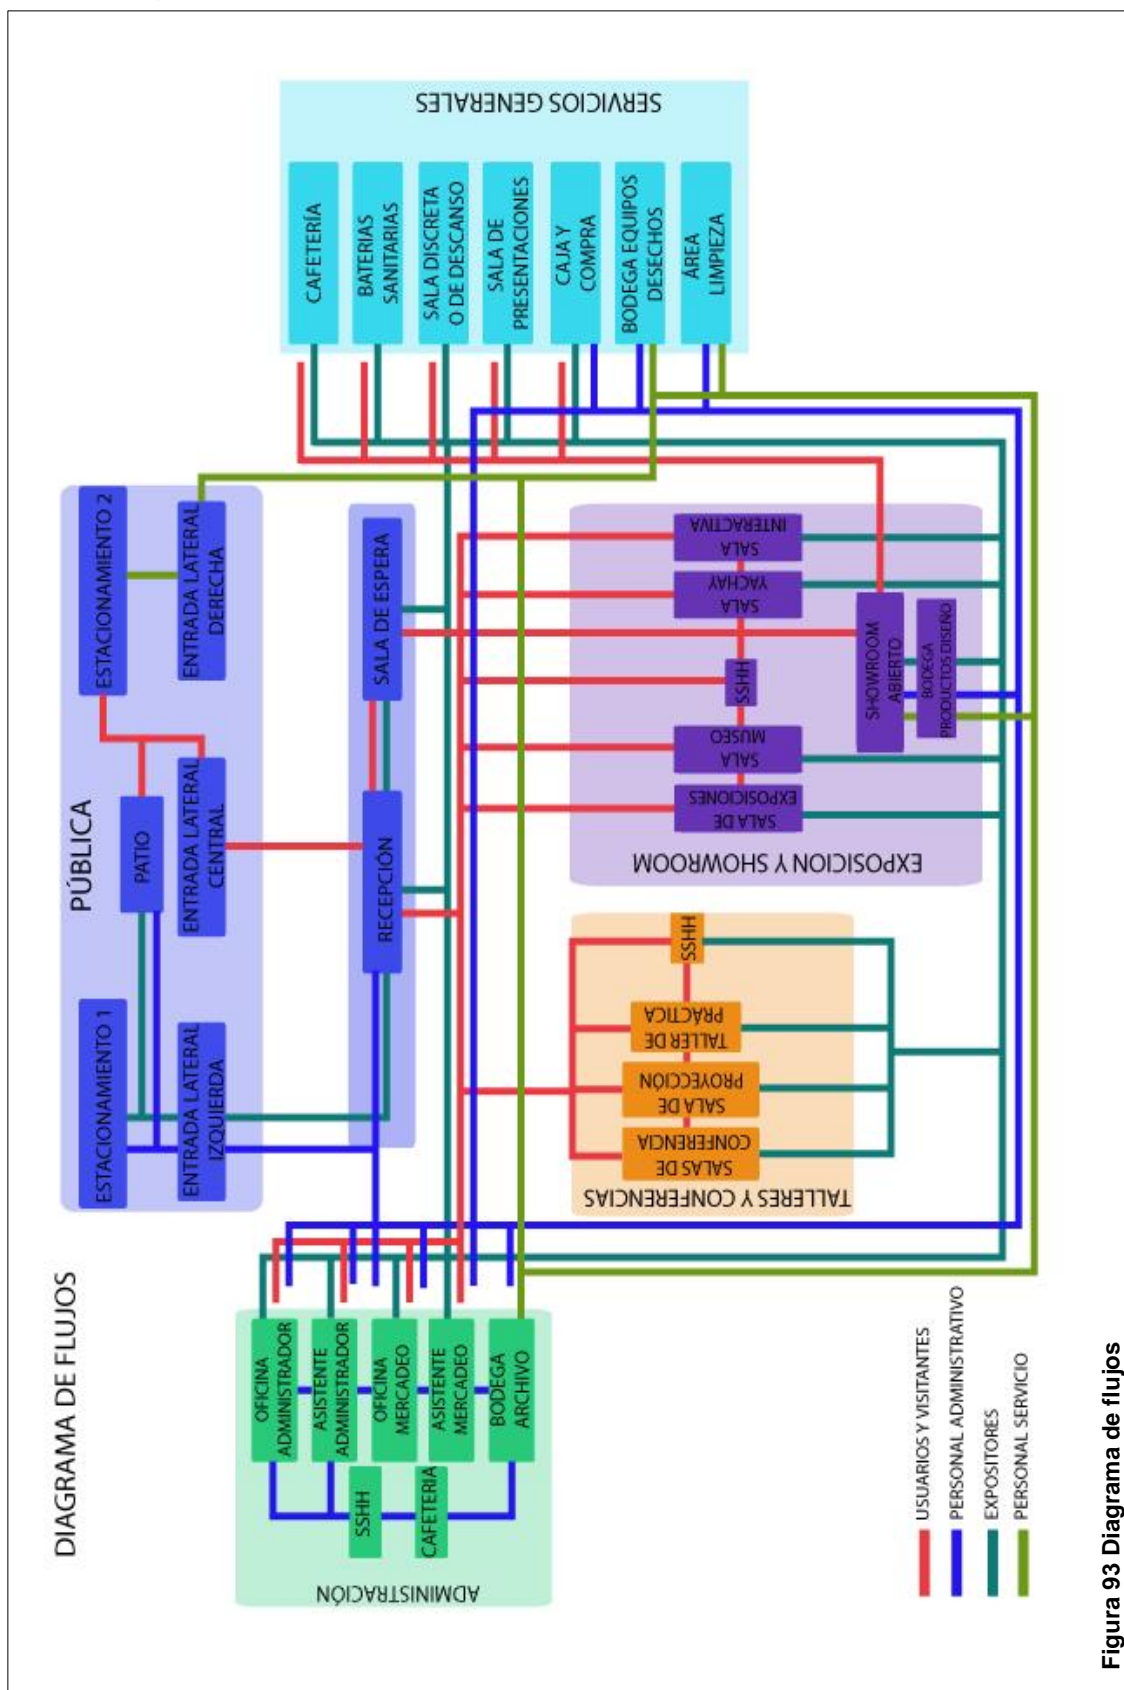 DIAGRAMA DE FLUJOS
PÚBLICA
ESTACIONAMIENTO 1
ESTACIONAMIENTO 2
PATIO
ENTRADA LATERAL
IZQUIERDA
ENTRADA LATERAL
CENTRAL
ENTRADA LATERAL
DERECHA
RECEPCIÓN
SALA DE ESPERA
ADMINISTRACIÓN
OFICINA
ADMINISTRADOR
ASISTENTE
ADMINISTRADOR
OFICINA
MERCADEO
ASISTENTE
MERCADEO
BODEGA
ARCHIVO
SSHH
CAFETERIA
SERVICIOS GENERALES
CAFETERÍA
BATERIAS
SANITARIAS
SALA DISCRETA
O DE DESCANSO
SALA DE
PRESENTACIONES
CAJA Y
COMPRA
BODEGA EQUIPOS
DESECHOS
ÁREA
LIMPIEZA
TALLERES Y CONFERENCIAS
SALAS DE
CONFERENCIA
SALA DE
PROYECCIÓN
TALLER DE
PRÁCTICA
SSHH
EXPOSICION Y SHOWROOM
SALA DE
EXPOSICIONES
SALA
MUSEO
SSHH
SALA
YACHAY
SALA
INTERACTIVA
SHOWROOM
ABIERTO
BODEGA
PRODUCTOS DISEÑO
USUARIOS Y VISITANTES
PERSONAL ADMINISTRATIVO
EXPOSITORES
PERSONAL SERVICIO
Figura 93 Diagrama de flujos